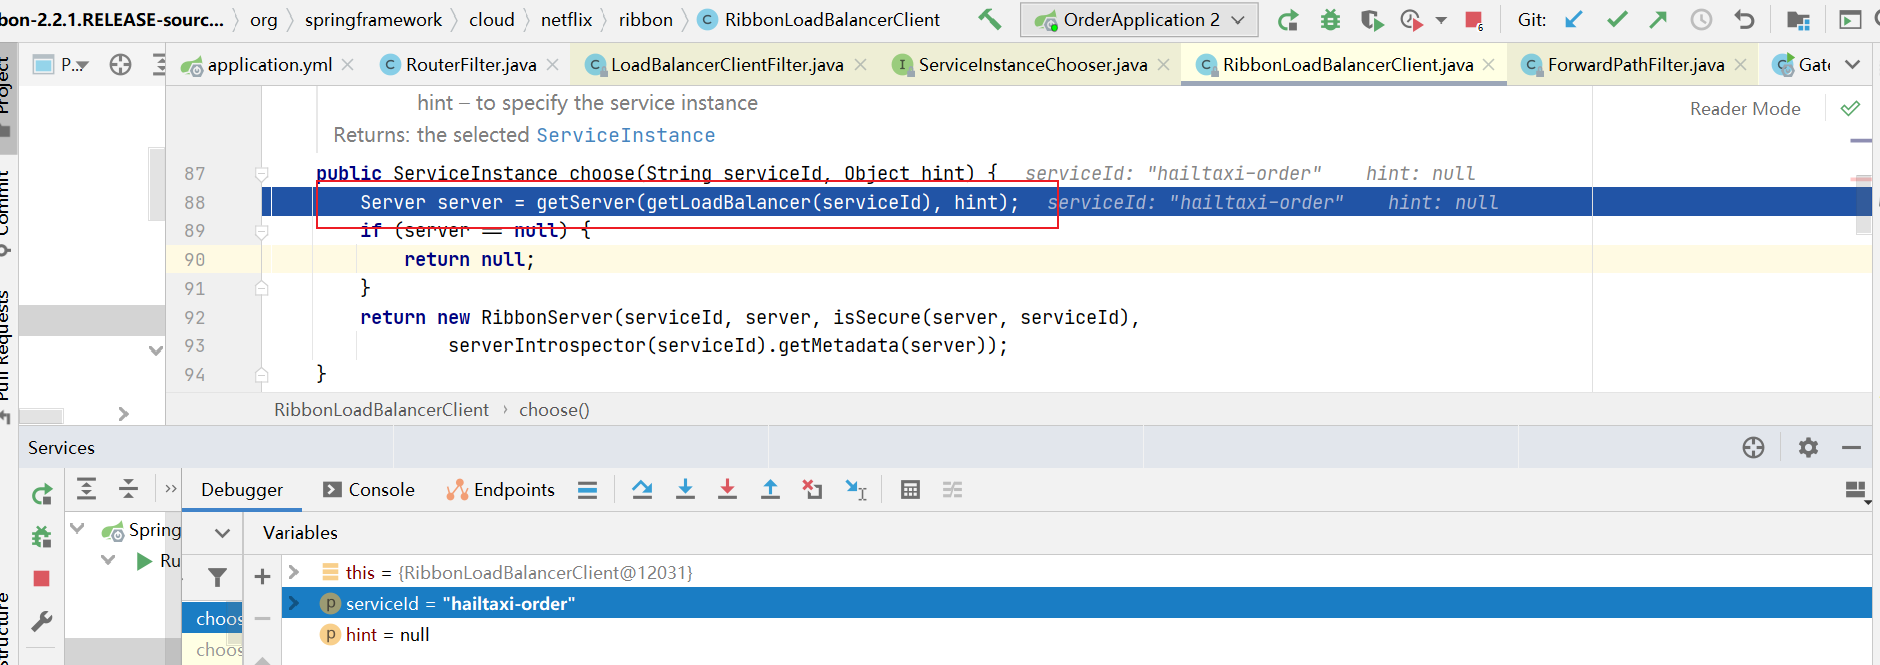 bon-2.2.1.RELEASE-sourc... org springframework cloud netflix ribbon RibbonLoadBalancerClient OrderApplication 2 Git:
Project P... application.yml RouterFilter.java LoadBalancerClientFilter.java ServiceInstanceChooser.java RibbonLoadBalancerClient.java ForwardPathFilter.java Gate
hint – to specify the service instance
Reader Mode
Returns: the selected ServiceInstance
87 public ServiceInstance choose(String serviceId, Object hint) { serviceId: "hailtaxi-order" hint: null
88 Server server = getServer(getLoadBalancer(serviceId), hint); serviceId: "hailtaxi-order" hint: null
89 if (server == null) {
90 return null;
91 }
92 return new RibbonServer(serviceId, server, isSecure(server, serviceId),
93 serverIntrospector(serviceId).getMetadata(server));
94 }
Commit
Pull Requests
RibbonLoadBalancerClient › choose()
Services
Debugger Console Endpoints
Spring
Variables
Ru
this = {RibbonLoadBalancerClient@12031}
serviceId = "hailtaxi-order"
hint = null
choos
choos
Structure